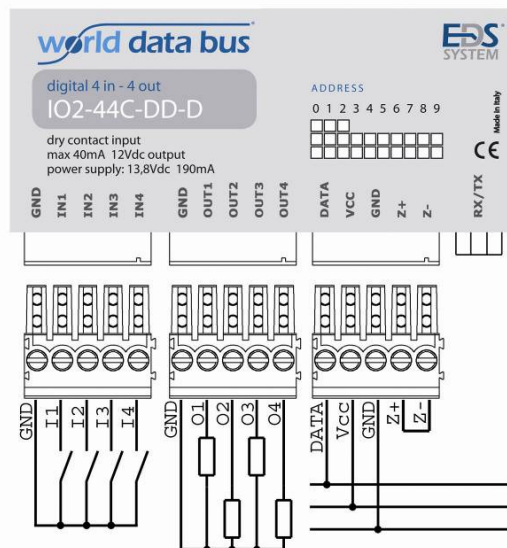 world data bus
EDS
SYSTEM
digital 4 in - 4 out
IO2-44C-DD-D
dry contact input
max 40mA 12Vdc output
power supply: 13,8Vdc 190mA
ADDRESS
0 1 2 3 4 5 6 7 8 9
Made in Italy
CE
GND IN1 IN2 IN3 IN4
GND OUT1 OUT2 OUT3 OUT4
DATA VCC GND Z+ Z-
RX/TX
GND I1 I2 I3 I4
GND O1 O2 O3 O4
DATA Vcc GND Z+ Z-